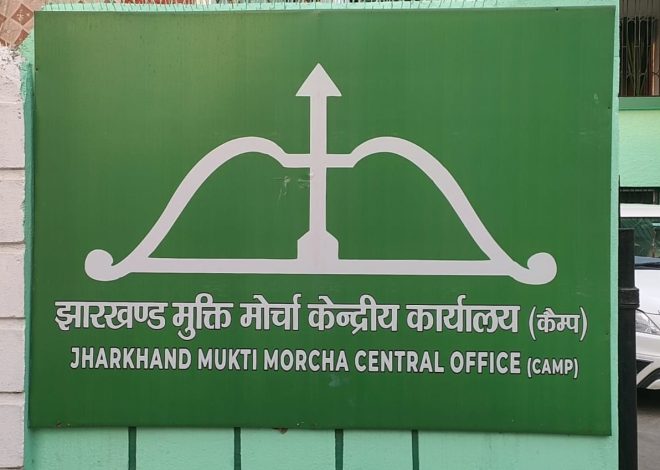 झारखण्ड मुक्ति मोर्चा केन्द्रीय कार्यालय (कैम्प)
JHARKHAND MUKTI MORCHA CENTRAL OFFICE (CAMP)